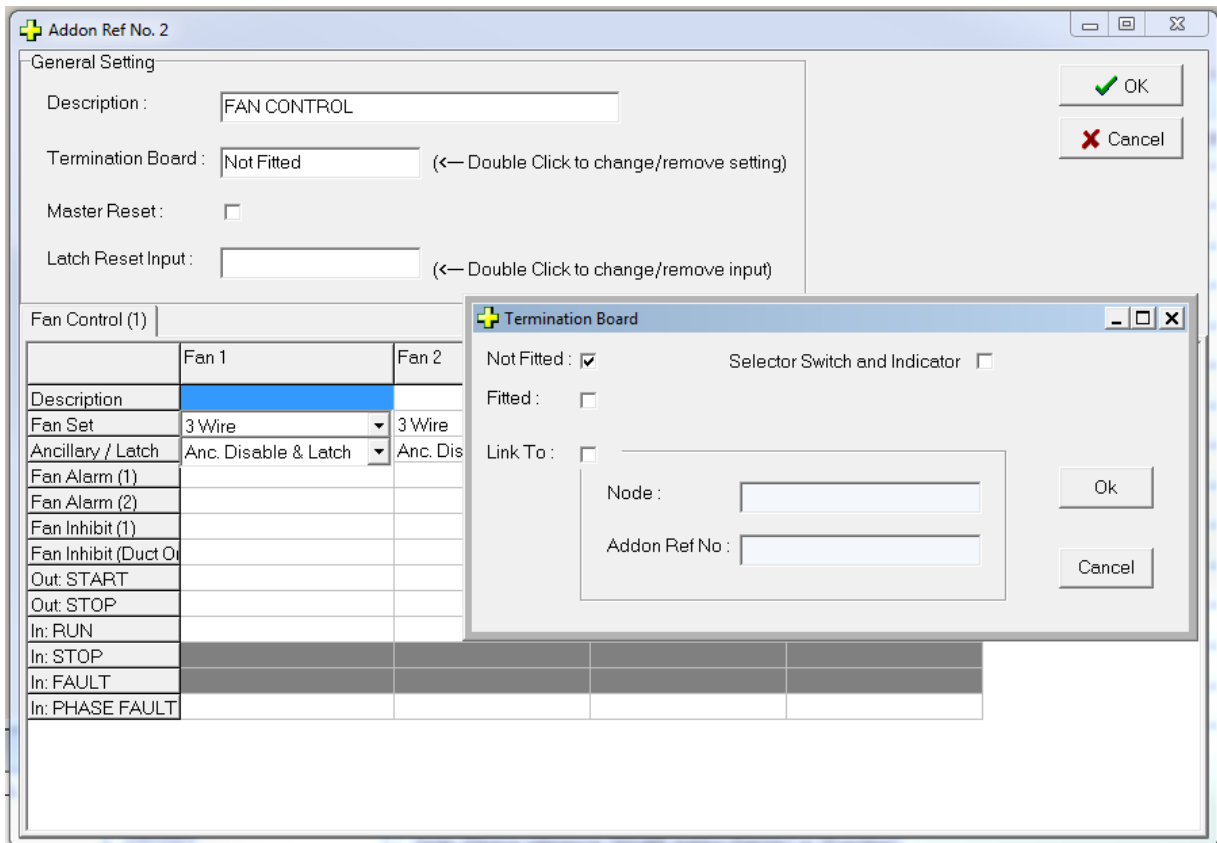 Addon Ref No. 2
General Setting
OK
Description :
FAN CONTROL
Cancel
Termination Board :
Not Fitted
(<— Double Click to change/remove setting)
Master Reset :
Latch Reset Input :
(<— Double Click to change/remove input)
Fan Control (1)
Fan 1
Fan 2
Description
Fan Set
3 Wire
3 Wire
Ancillary / Latch
Anc. Disable & Latch
Anc. Dis
Fan Alarm (1)
Fan Alarm (2)
Fan Inhibit (1)
Fan Inhibit (Duct Or
Out: START
Out: STOP
In: RUN
In: STOP
In: FAULT
In: PHASE FAULT
Termination Board
Not Fitted :
Selector Switch and Indicator
Fitted :
Link To :
Node :
Addon Ref No :
Ok
Cancel